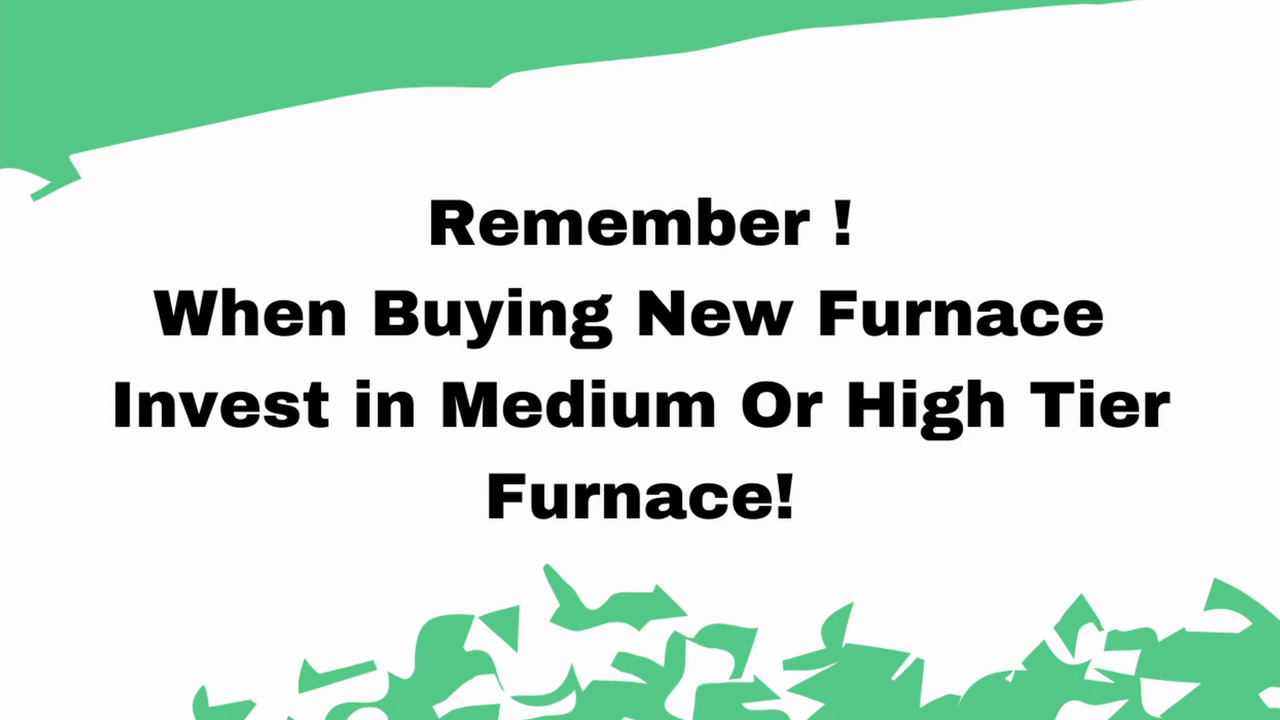 Remember !
When Buying New Furnace
Invest in Medium Or High Tier
Furnace!